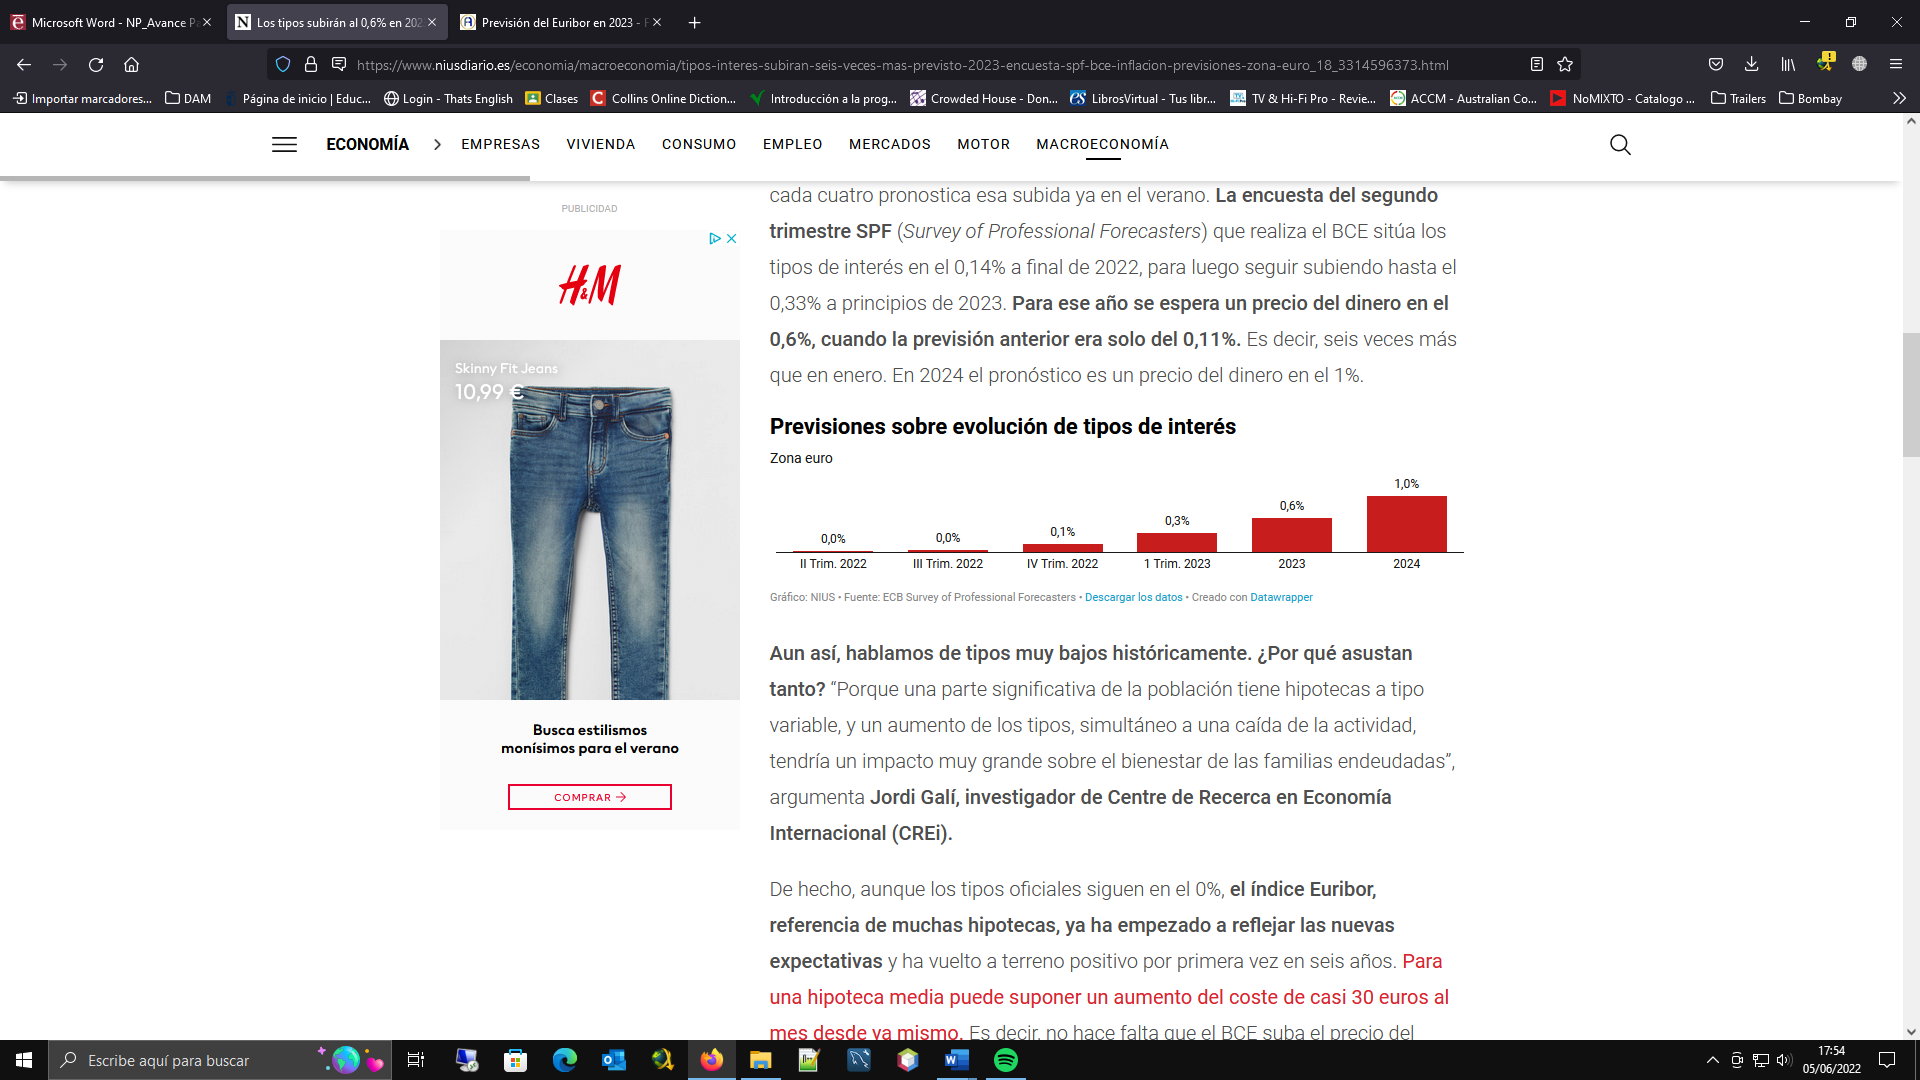 Microsoft Word - NP_Avance P
Los tipos subirán al 0,6% en 202
Previsión del Euribor en 2023 -
https://www.niusdiario.es/economia/macroeconomia/tipos-interes-subiran-seis-veces-mas-previsto-2023-encuesta-spf-bce-inflacion-previsiones-zona-euro_18_3314596373.html
Importar marcadores... DAM Página de inicio | Educ... Login - Thats English Clases Collins Online Diction... Introducción a la prog... Crowded House - Don... LibrosVirtual - Tus libr... TV & Hi-Fi Pro - Revie... ACCM - Australian Co... NoMIXTO - Catalogo ... Trailers Bombay
ECONOMÍA EMPRESAS VIVIENDA CONSUMO EMPLEO MERCADOS MOTOR MACROECONOMÍA
PUBLICIDAD
H&M
Skinny Fit Jeans
10,99 €
Busca estilismos
monísimos para el verano
COMPRAR →
cada cuatro pronostica esa subida ya en el verano. La encuesta del segundo
trimestre SPF (Survey of Professional Forecasters) que realiza el BCE sitúa los
tipos de interés en el 0,14% a final de 2022, para luego seguir subiendo hasta el
0,33% a principios de 2023. Para ese año se espera un precio del dinero en el
0,6%, cuando la previsión anterior era solo del 0,11%. Es decir, seis veces más
que en enero. En 2024 el pronóstico es un precio del dinero en el 1%.
Previsiones sobre evolución de tipos de interés
Zona euro
0,0% 0,0% 0,1% 0,3% 0,6% 1,0%
II Trim. 2022 III Trim. 2022 IV Trim. 2022 1 Trim. 2023 2023 2024
Gráfico: NIUS • Fuente: ECB Survey of Professional Forecasters • Descargar los datos • Creado con Datawrapper
Aun así, hablamos de tipos muy bajos históricamente. ¿Por qué asustan
tanto? “Porque una parte significativa de la población tiene hipotecas a tipo
variable, y un aumento de los tipos, simultáneo a una caída de la actividad,
tendría un impacto muy grande sobre el bienestar de las familias endeudadas”,
argumenta Jordi Galí, investigador de Centre de Recerca en Economía
Internacional (CREi).
De hecho, aunque los tipos oficiales siguen en el 0%, el índice Euribor,
referencia de muchas hipotecas, ya ha empezado a reflejar las nuevas
expectativas y ha vuelto a terreno positivo por primera vez en seis años. Para
una hipoteca media puede suponer un aumento del coste de casi 30 euros al
mes desde ya mismo. Es decir, no hace falta que el BCE suba el precio del
Escribe aquí para buscar
17:54
05/06/2022